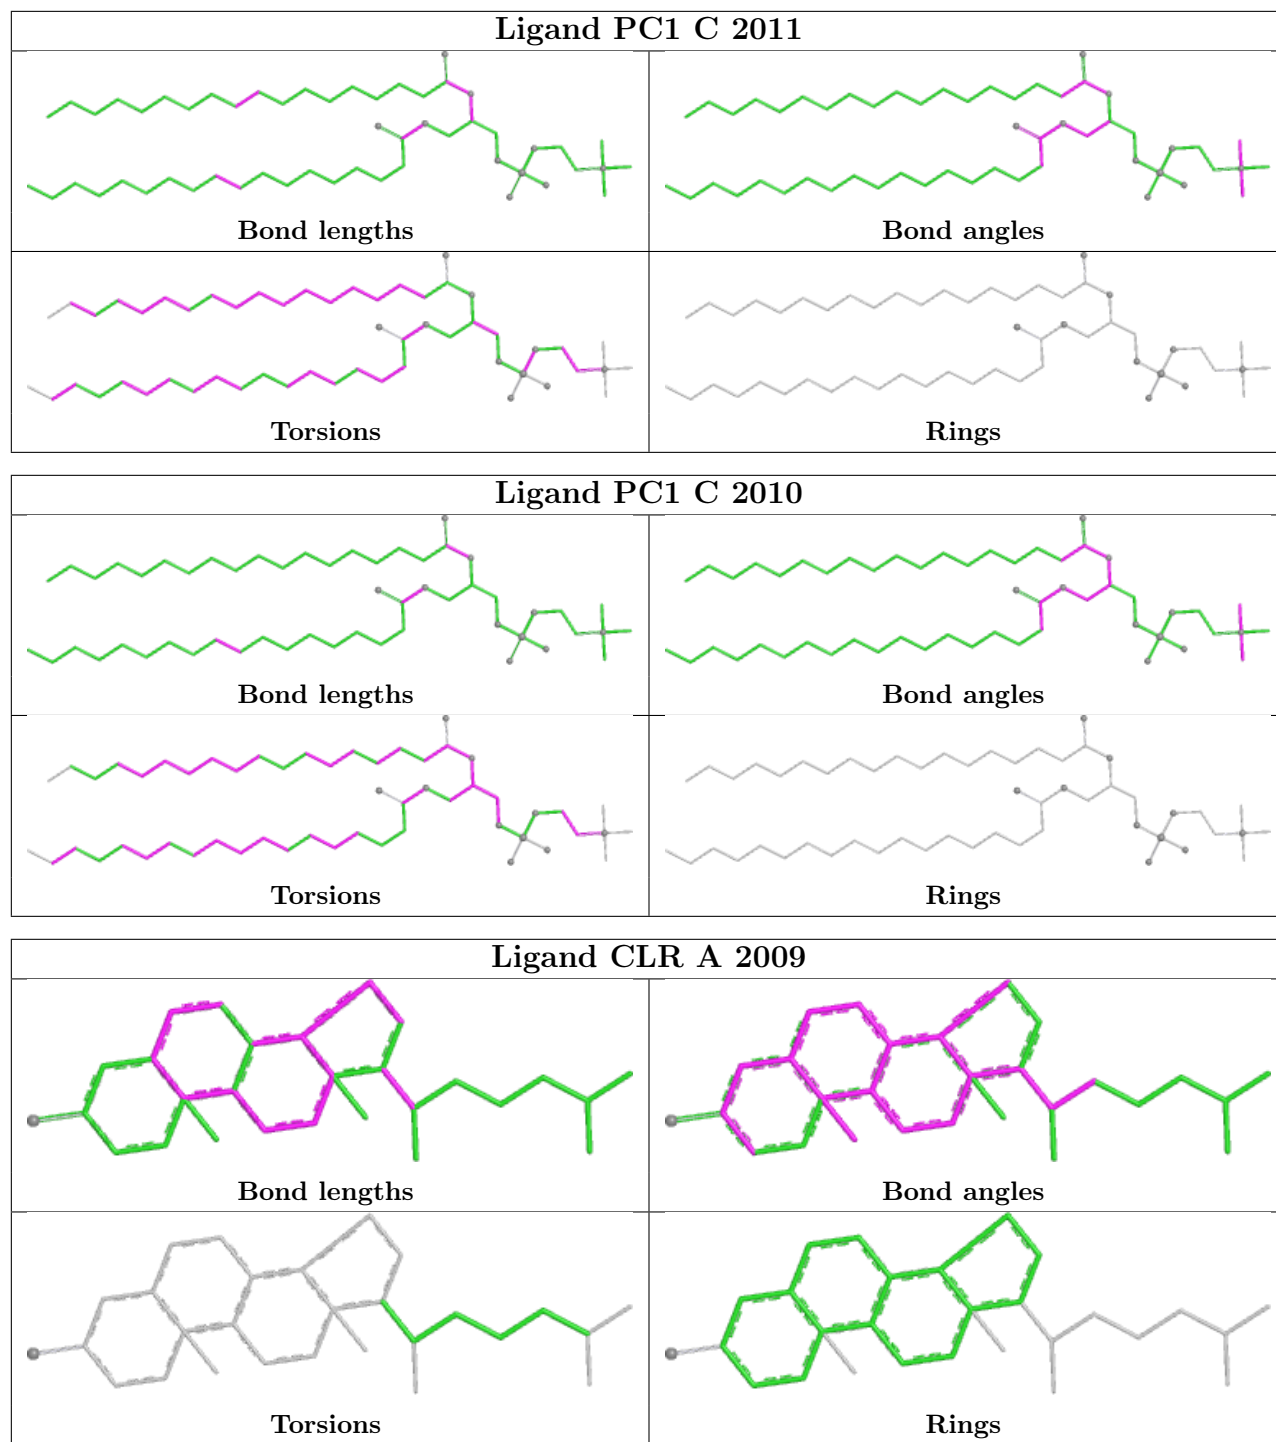 Ligand PC1 C 2011
Bond lengths
Bond angles
Torsions
Rings
Ligand PC1 C 2010
Bond lengths
Bond angles
Torsions
Rings
Ligand CLR A 2009
Bond lengths
Bond angles
Torsions
Rings